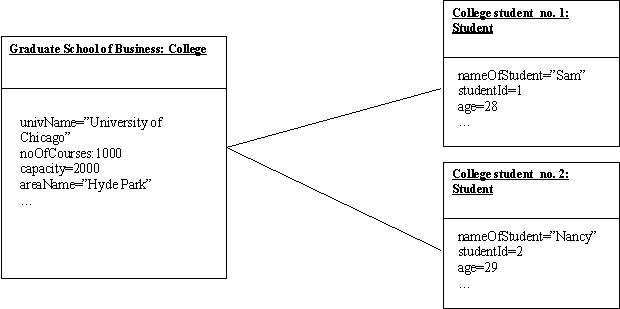 Graduate School of Business: College
univName=”University of
Chicago”
noOfCourses:1000
capacity=2000
areaName=”Hyde Park”
…
College student no. 1:
Student
nameOfStudent=”Sam”
studentId=1
age=28
…
College student no. 2:
Student
nameOfStudent=”Nancy”
studentId=2
age=29
…